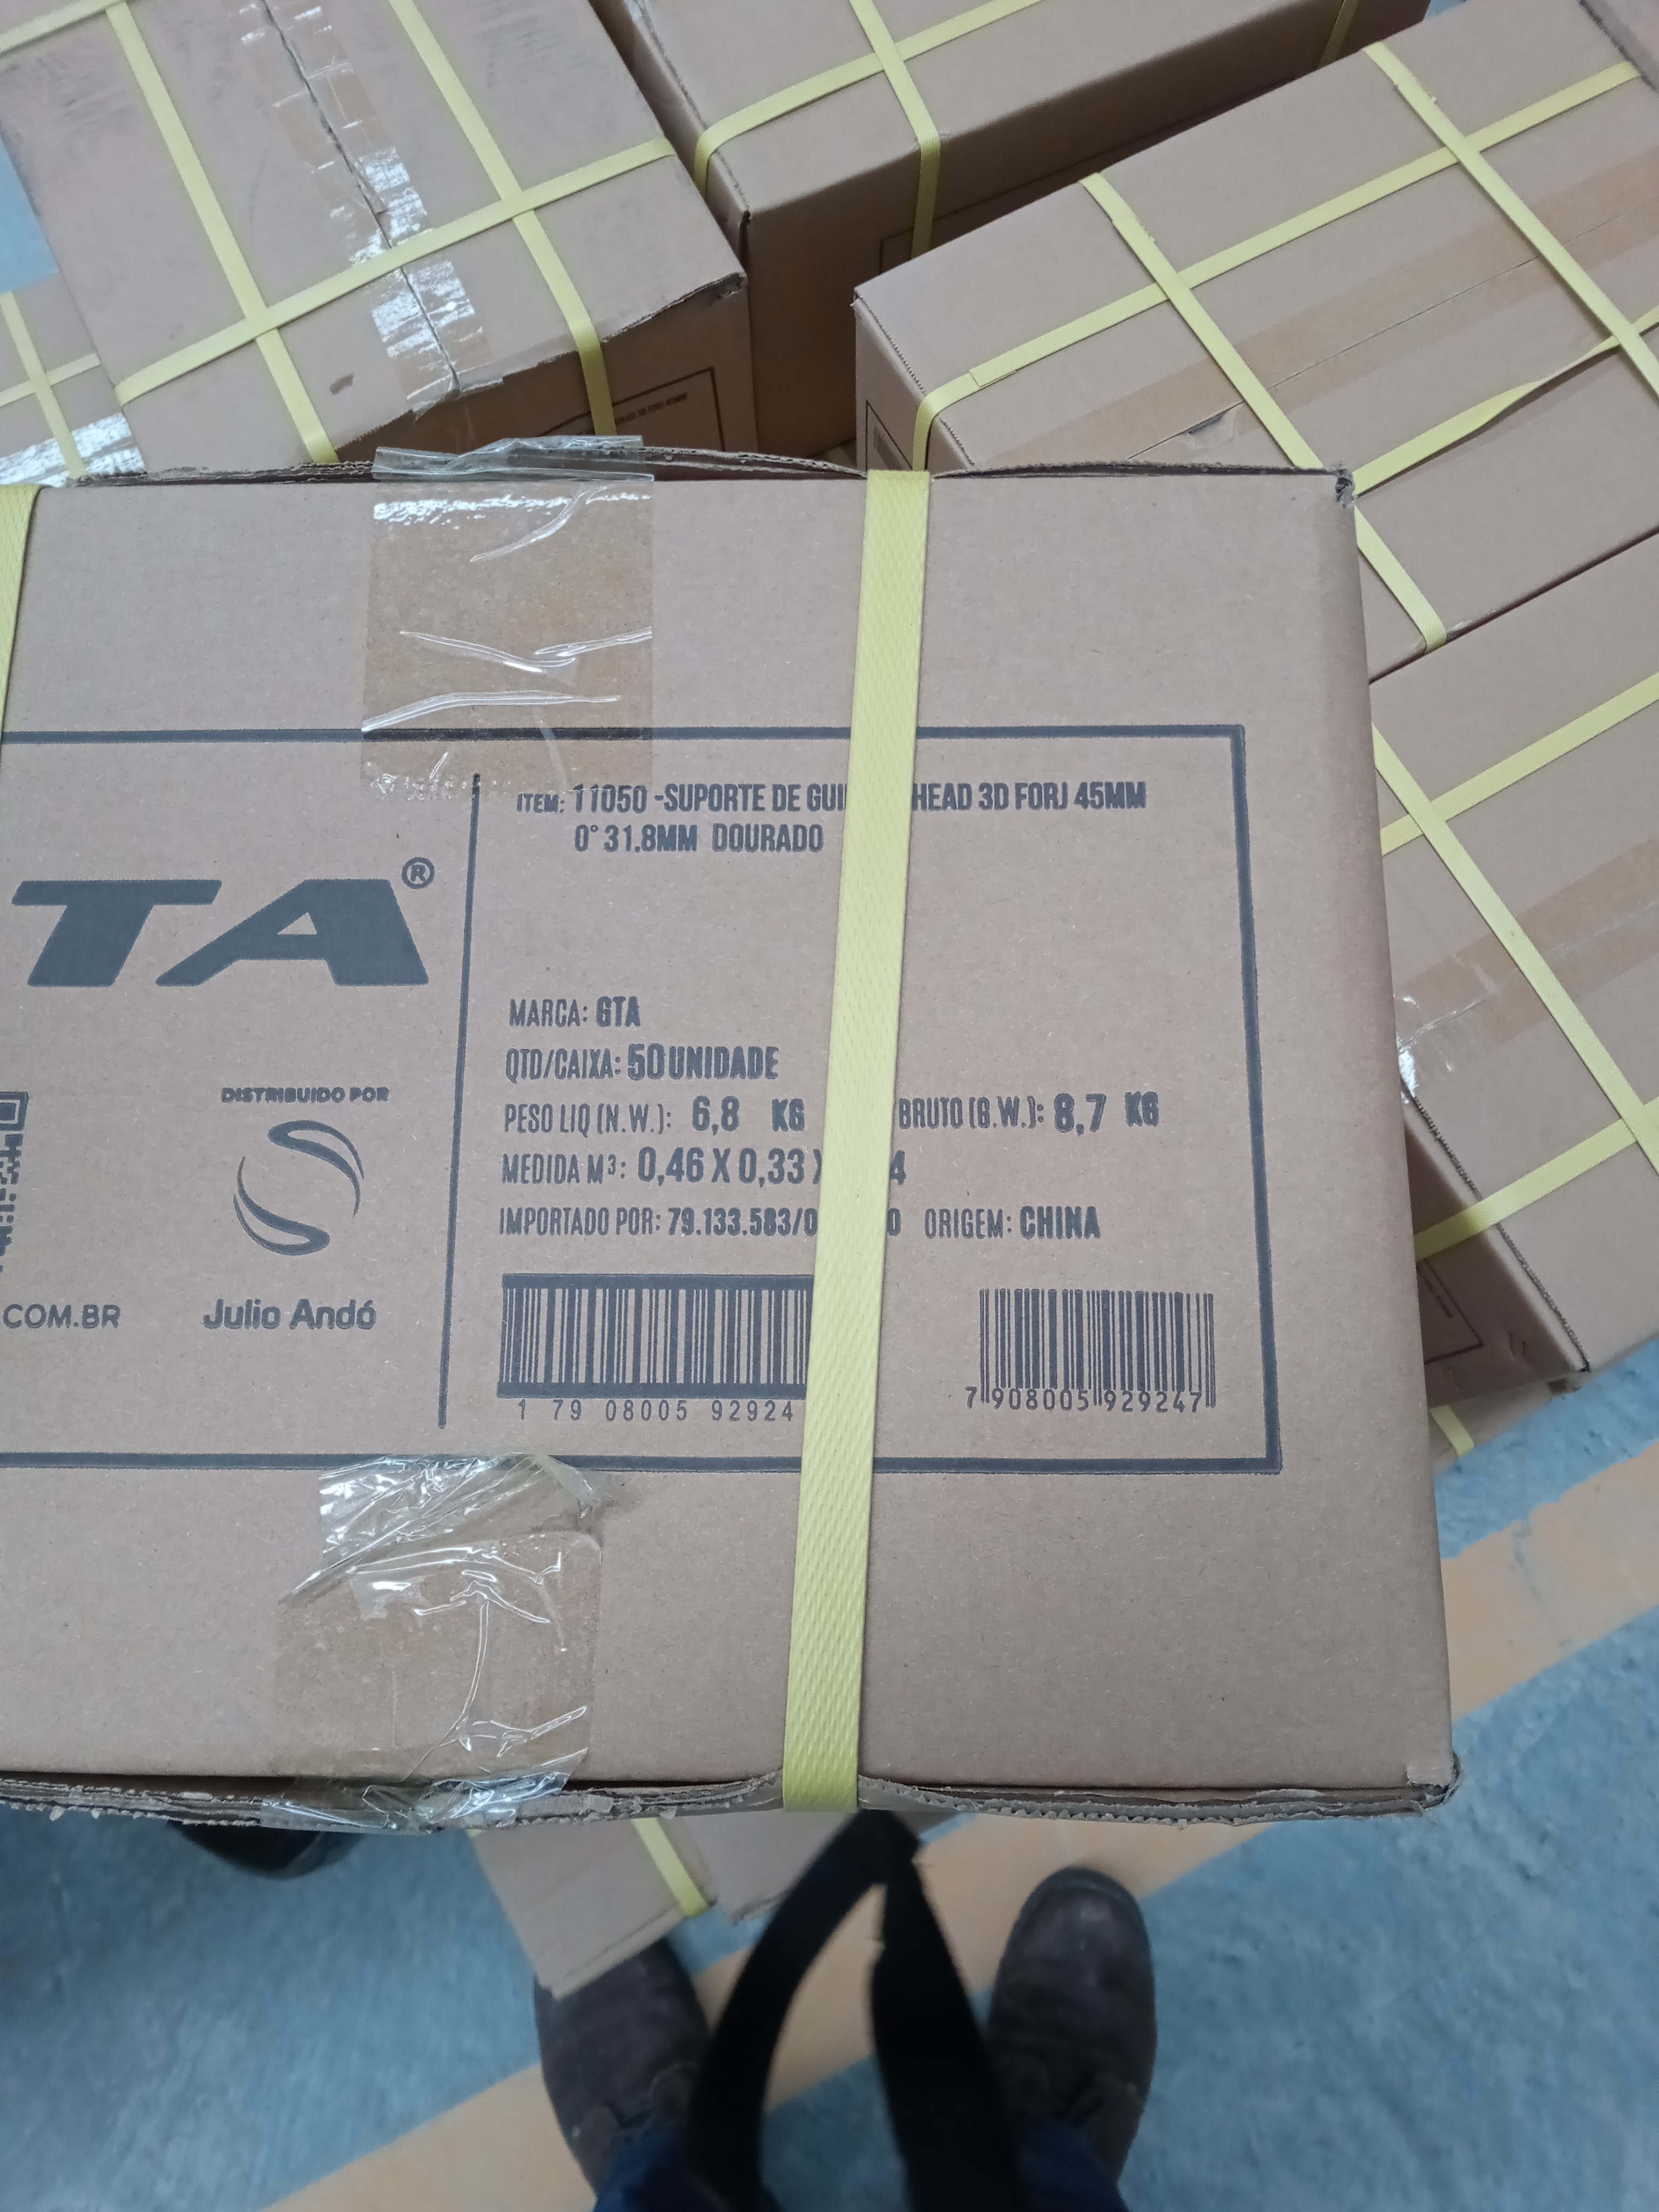 ITEM: 11050 -SUPORTE DE GUI HEAD 3D FORJ 45MM
0° 31.8MM DOURADO
TA®
MARCA: GTA
QTD/CAIXA: 50 UNIDADE
PESO LIQ (N.W.): 6,8 KG BRUTO (G.W.): 8,7 KG
MEDIDA M³: 0,46 X 0,33 X 4
IMPORTADO POR: 79.133.583/0 0 ORIGEM: CHINA
DISTRIBUIDO POR
Julio Andó
.COM.BR
1 79 08005 92924
7 908005 929247